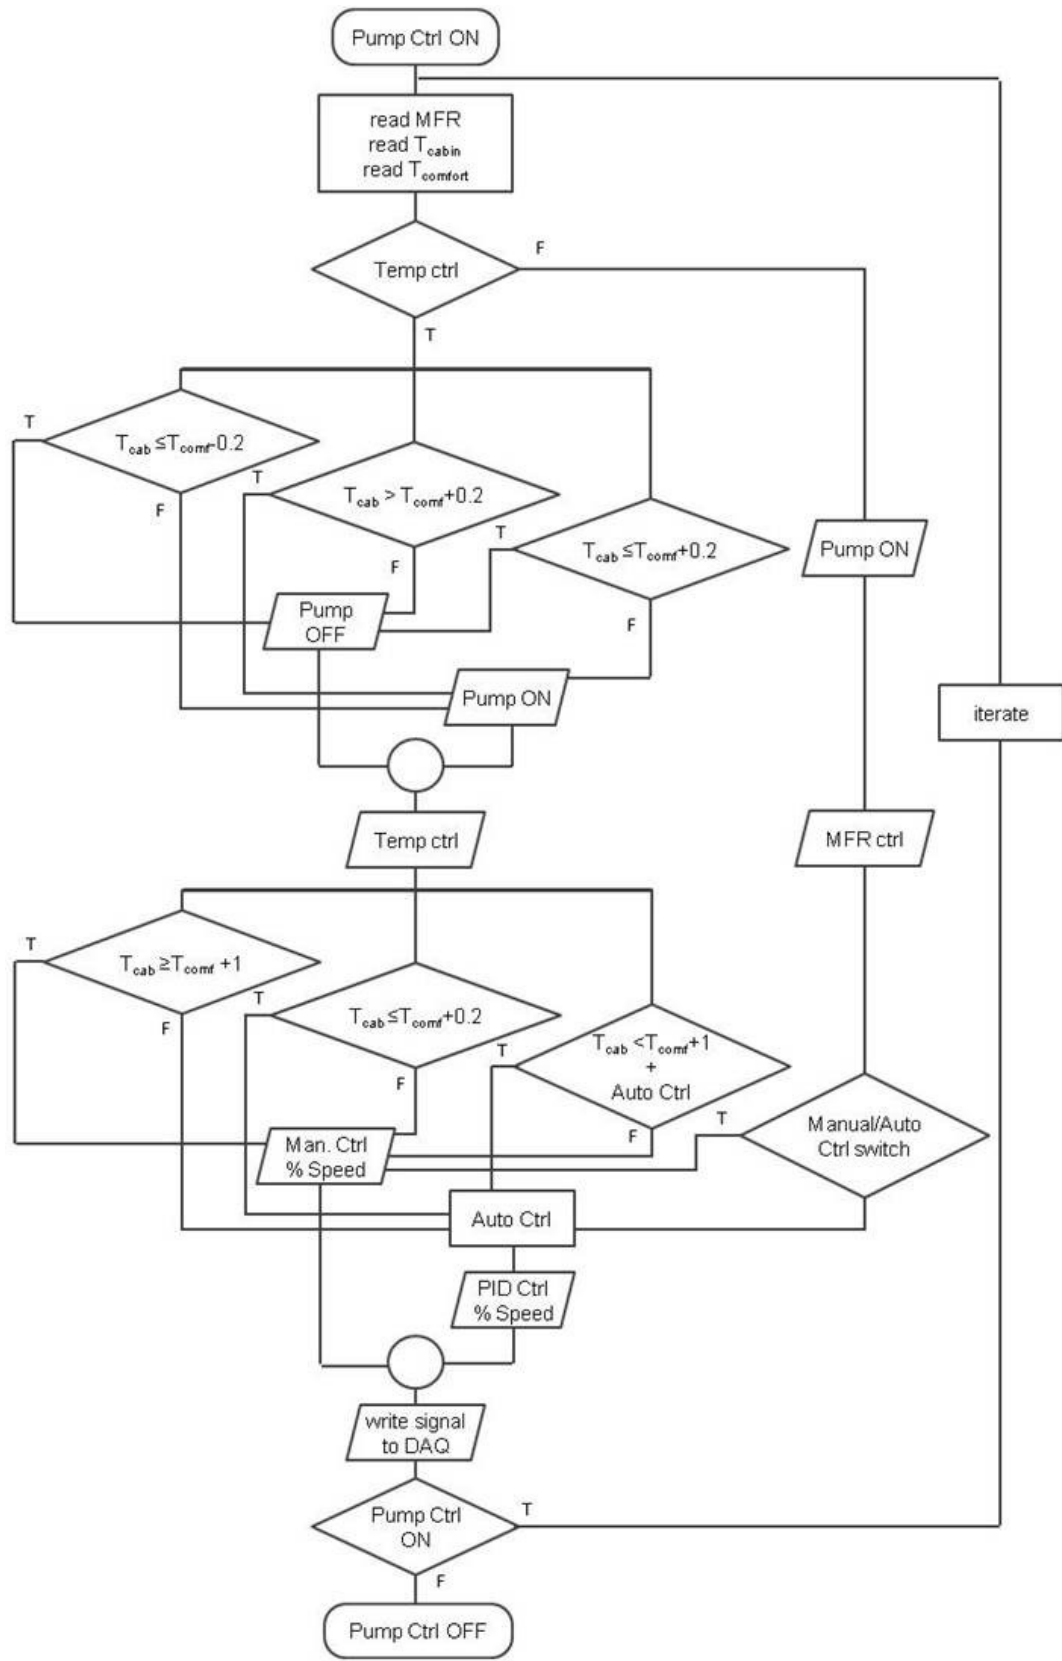 Pump Ctrl ON
read MFR
read Tcabin
read Tcomfort
Temp ctrl
F
T
Tcab ≤Tcomf-0.2
T
F
Tcab > Tcomf+0.2
T
F
Tcab ≤Tcomf+0.2
T
F
Pump ON
Pump
OFF
Pump ON
iterate
Temp ctrl
MFR ctrl
Tcab ≥Tcomf +1
T
F
Tcab ≤Tcomf+0.2
T
F
Tcab <Tcomf+1
+
Auto Ctrl
T
F
Manual/Auto
Ctrl switch
T
Man. Ctrl
% Speed
Auto Ctrl
PID Ctrl
% Speed
write signal
to DAQ
Pump Ctrl
ON
T
F
Pump Ctrl OFF